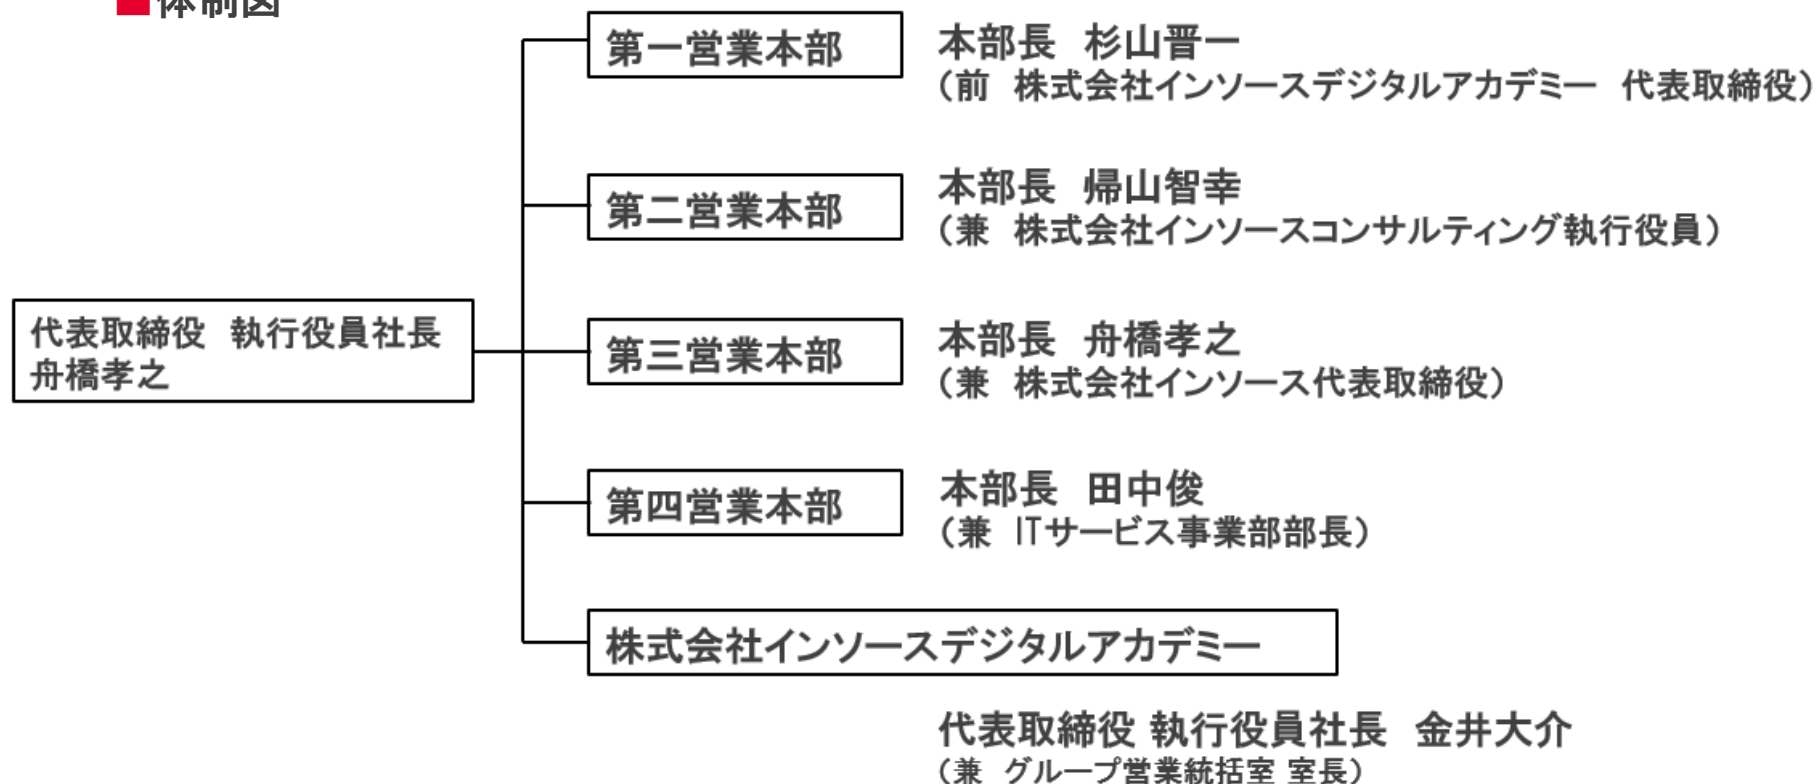 ■体制図
第一営業本部
本部長　杉山晋一
（前　株式会社インソースデジタルアカデミー　代表取締役）
第二営業本部
本部長　帰山智幸
（兼　株式会社インソースコンサルティング執行役員）
代表取締役　執行役員社長
舟橋孝之
第三営業本部
本部長　舟橋孝之
（兼　株式会社インソース代表取締役）
第四営業本部
本部長　田中俊
（兼　ITサービス事業部部長）
株式会社インソースデジタルアカデミー
代表取締役 執行役員社長　金井大介
（兼　グループ営業統括室 室長）